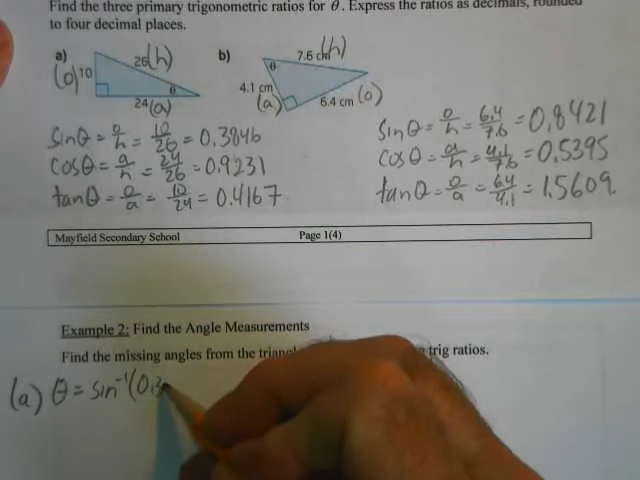 Find the three primary trigonometric ratios for θ. Express the ratios as decimals, rounded
to four decimal places.
a) 26 (h) b) 7.6 cm (h)
(o) 10 θ θ
4.1 cm (a) 6.4 cm (o)
24 (a)
sinθ = o/h = 10/26 = 0.3846
cosθ = a/h = 24/26 = 0.9231
tanθ = o/a = 10/24 = 0.4167
sinθ = o/h = 6.4/7.6 = 0.8421
cosθ = a/h = 4.1/7.6 = 0.5395
tanθ = o/a = 6.4/4.1 = 1.5609.
Mayfield Secondary School Page 1(4)
Example 2: Find the Angle Measurements
Find the missing angles from the trig ratios.
(a) θ = sin⁻¹(0.3